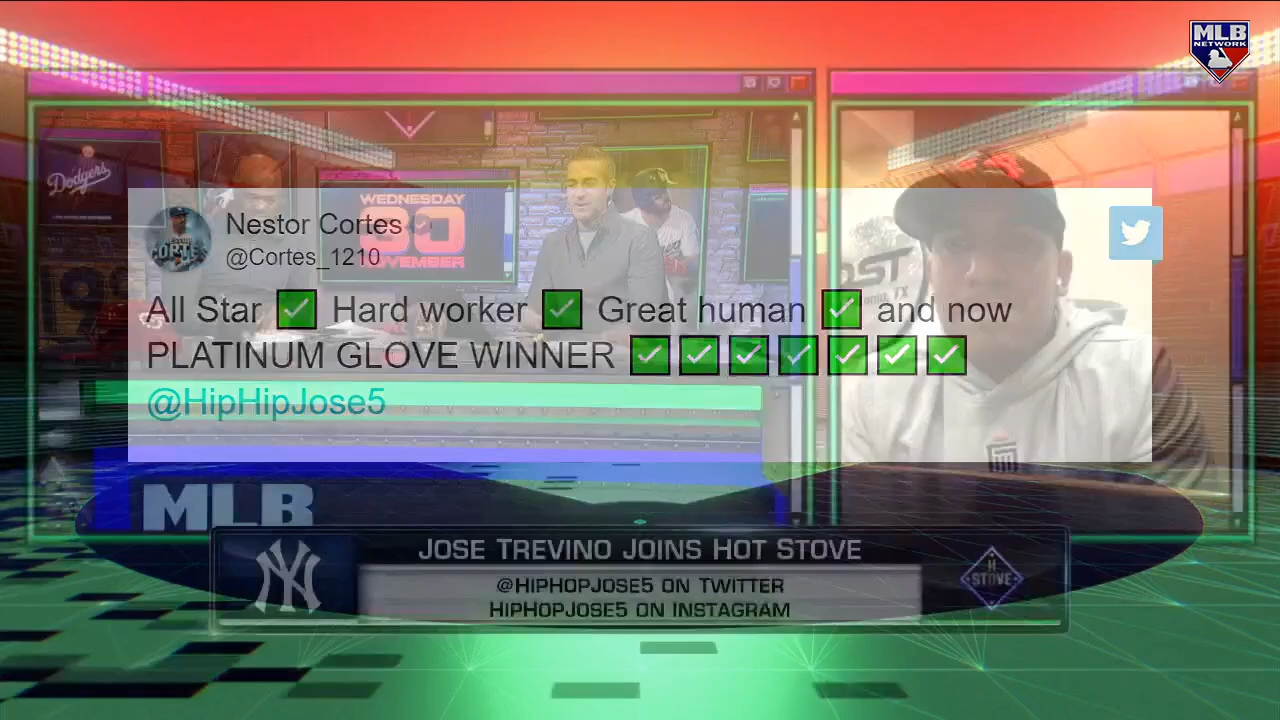 MLB
NETWORK
Dodgers
WEDNESDAY
30
NOVEMBER
Nestor Cortes
@Cortes_1210
All Star ✅ Hard worker ✅ Great human ✅ and now
PLATINUM GLOVE WINNER ✅✅✅✅✅✅✅
@HipHipJose5
MLB
JOSE TREVINO JOINS HOT STOVE
@HIPHOPJOSE5 ON TWITTER
HIPHOPJOSE5 ON INSTAGRAM
H
STOVE